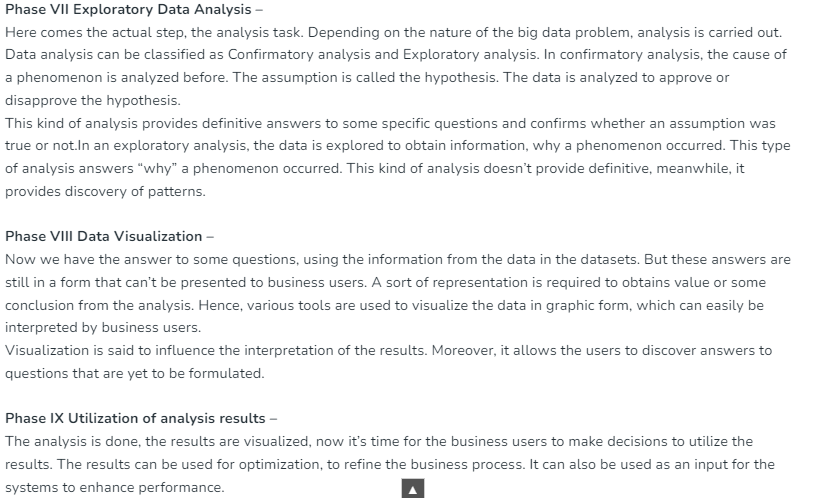 Phase VII Exploratory Data Analysis –
Here comes the actual step, the analysis task. Depending on the nature of the big data problem, analysis is carried out.
Data analysis can be classified as Confirmatory analysis and Exploratory analysis. In confirmatory analysis, the cause of
a phenomenon is analyzed before. The assumption is called the hypothesis. The data is analyzed to approve or
disapprove the hypothesis.
This kind of analysis provides definitive answers to some specific questions and confirms whether an assumption was
true or not.In an exploratory analysis, the data is explored to obtain information, why a phenomenon occurred. This type
of analysis answers “why” a phenomenon occurred. This kind of analysis doesn’t provide definitive, meanwhile, it
provides discovery of patterns.
Phase VIII Data Visualization –
Now we have the answer to some questions, using the information from the data in the datasets. But these answers are
still in a form that can’t be presented to business users. A sort of representation is required to obtains value or some
conclusion from the analysis. Hence, various tools are used to visualize the data in graphic form, which can easily be
interpreted by business users.
Visualization is said to influence the interpretation of the results. Moreover, it allows the users to discover answers to
questions that are yet to be formulated.
Phase IX Utilization of analysis results –
The analysis is done, the results are visualized, now it’s time for the business users to make decisions to utilize the
results. The results can be used for optimization, to refine the business process. It can also be used as an input for the
systems to enhance performance.